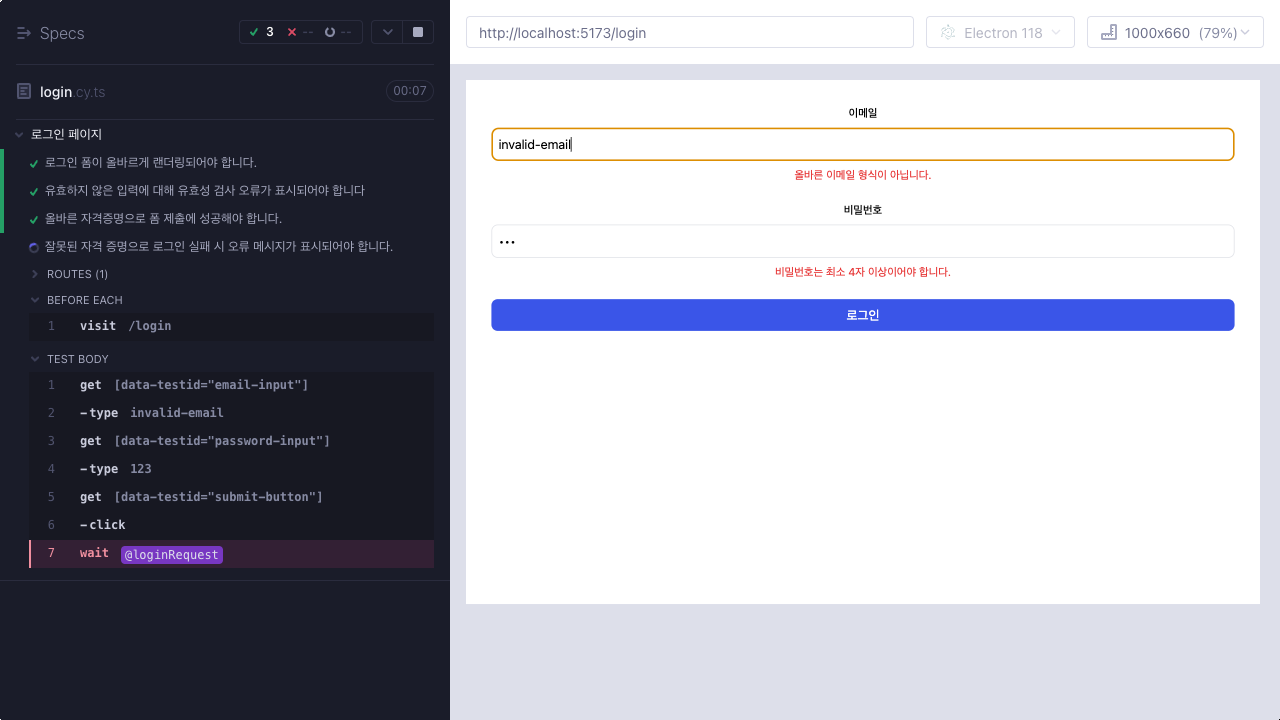 Specs
3 -- --
login.cy.ts 00:07
로그인 페이지
로그인 폼이 올바르게 랜더링되어야 합니다.
유효하지 않은 입력에 대해 유효성 검사 오류가 표시되어야 합니다
올바른 자격증명으로 폼 제출에 성공해야 합니다.
잘못된 자격 증명으로 로그인 실패 시 오류 메시지가 표시되어야 합니다.
ROUTES (1)
BEFORE EACH
1 visit /login
TEST BODY
1 get [data-testid="email-input"]
2 -type invalid-email
3 get [data-testid="password-input"]
4 -type 123
5 get [data-testid="submit-button"]
6 -click
7 wait @loginRequest
http://localhost:5173/login
Electron 118
1000x660 (79%)
이메일
invalid-email
올바른 이메일 형식이 아닙니다.
비밀번호
•••
비밀번호는 최소 4자 이상이어야 합니다.
로그인